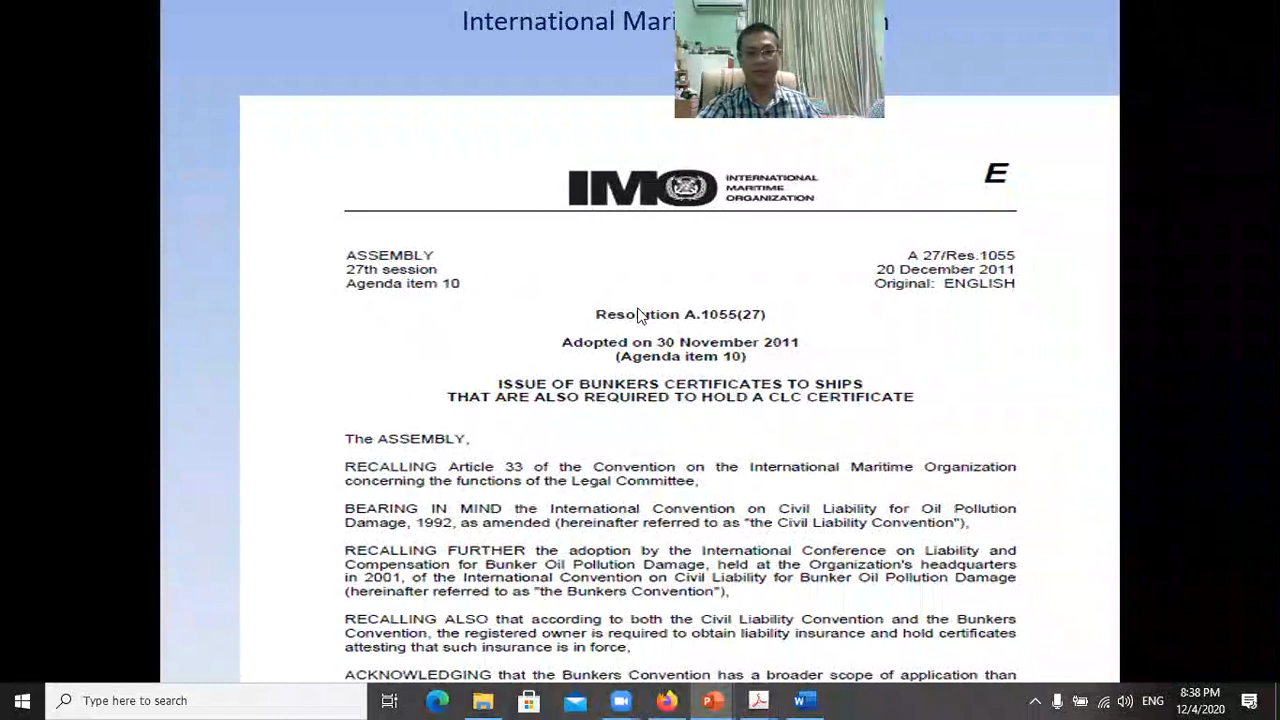 International Mari
n
IMO
INTERNATIONAL
MARITIME
ORGANIZATION
E
ASSEMBLY
27th session
Agenda item 10
A 27/Res.1055
20 December 2011
Original: ENGLISH
Resolution A.1055(27)
Adopted on 30 November 2011
(Agenda item 10)
ISSUE OF BUNKERS CERTIFICATES TO SHIPS
THAT ARE ALSO REQUIRED TO HOLD A CLC CERTIFICATE
The ASSEMBLY,
RECALLING Article 33 of the Convention on the International Maritime Organization
concerning the functions of the Legal Committee,
BEARING IN MIND the International Convention on Civil Liability for Oil Pollution
Damage, 1992, as amended (hereinafter referred to as "the Civil Liability Convention"),
RECALLING FURTHER the adoption by the International Conference on Liability and
Compensation for Bunker Oil Pollution Damage, held at the Organization's headquarters
in 2001, of the International Convention on Civil Liability for Bunker Oil Pollution Damage
(hereinafter referred to as "the Bunkers Convention"),
RECALLING ALSO that according to both the Civil Liability Convention and the Bunkers
Convention, the registered owner is required to obtain liability insurance and hold certificates
attesting that such insurance is in force,
ACKNOWLEDGING that the Bunkers Convention has a broader scope of application than
Type here to search
ENG
8:38 PM
12/4/2020